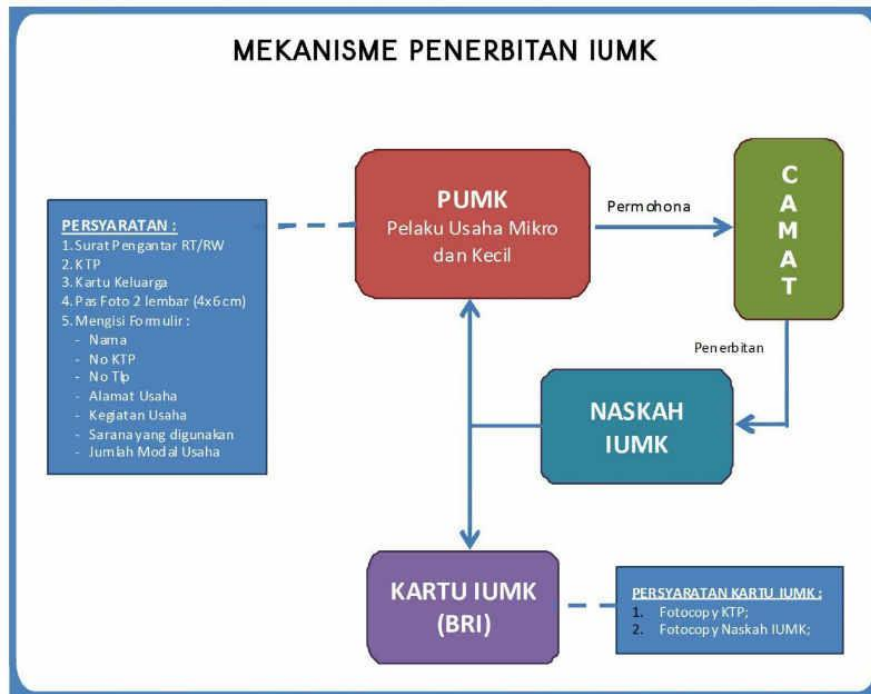 MEKANISME PENERBITAN IUMK
PERSYARATAN :
1. Surat Pengantar RT/RW
2. KTP
3. Kartu Keluarga
4. Pas Foto 2 lembar (4x6 cm)
5. Mengisi Formulir :
- Nama
- No KTP
- No Tlp
- Alamat Usaha
- Kegiatan Usaha
- Sarana yang digunakan
- Jumlah Modal Usaha
PUMK
Pelaku Usaha Mikro
dan Kecil
Permohona
C
A
M
A
T
Penerbitan
NASKAH
IUMK
KARTU IUMK
(BRI)
PERSYARATAN KARTU IUMK :
1. Fotocopy KTP;
2. Fotocopy Naskah IUMK;